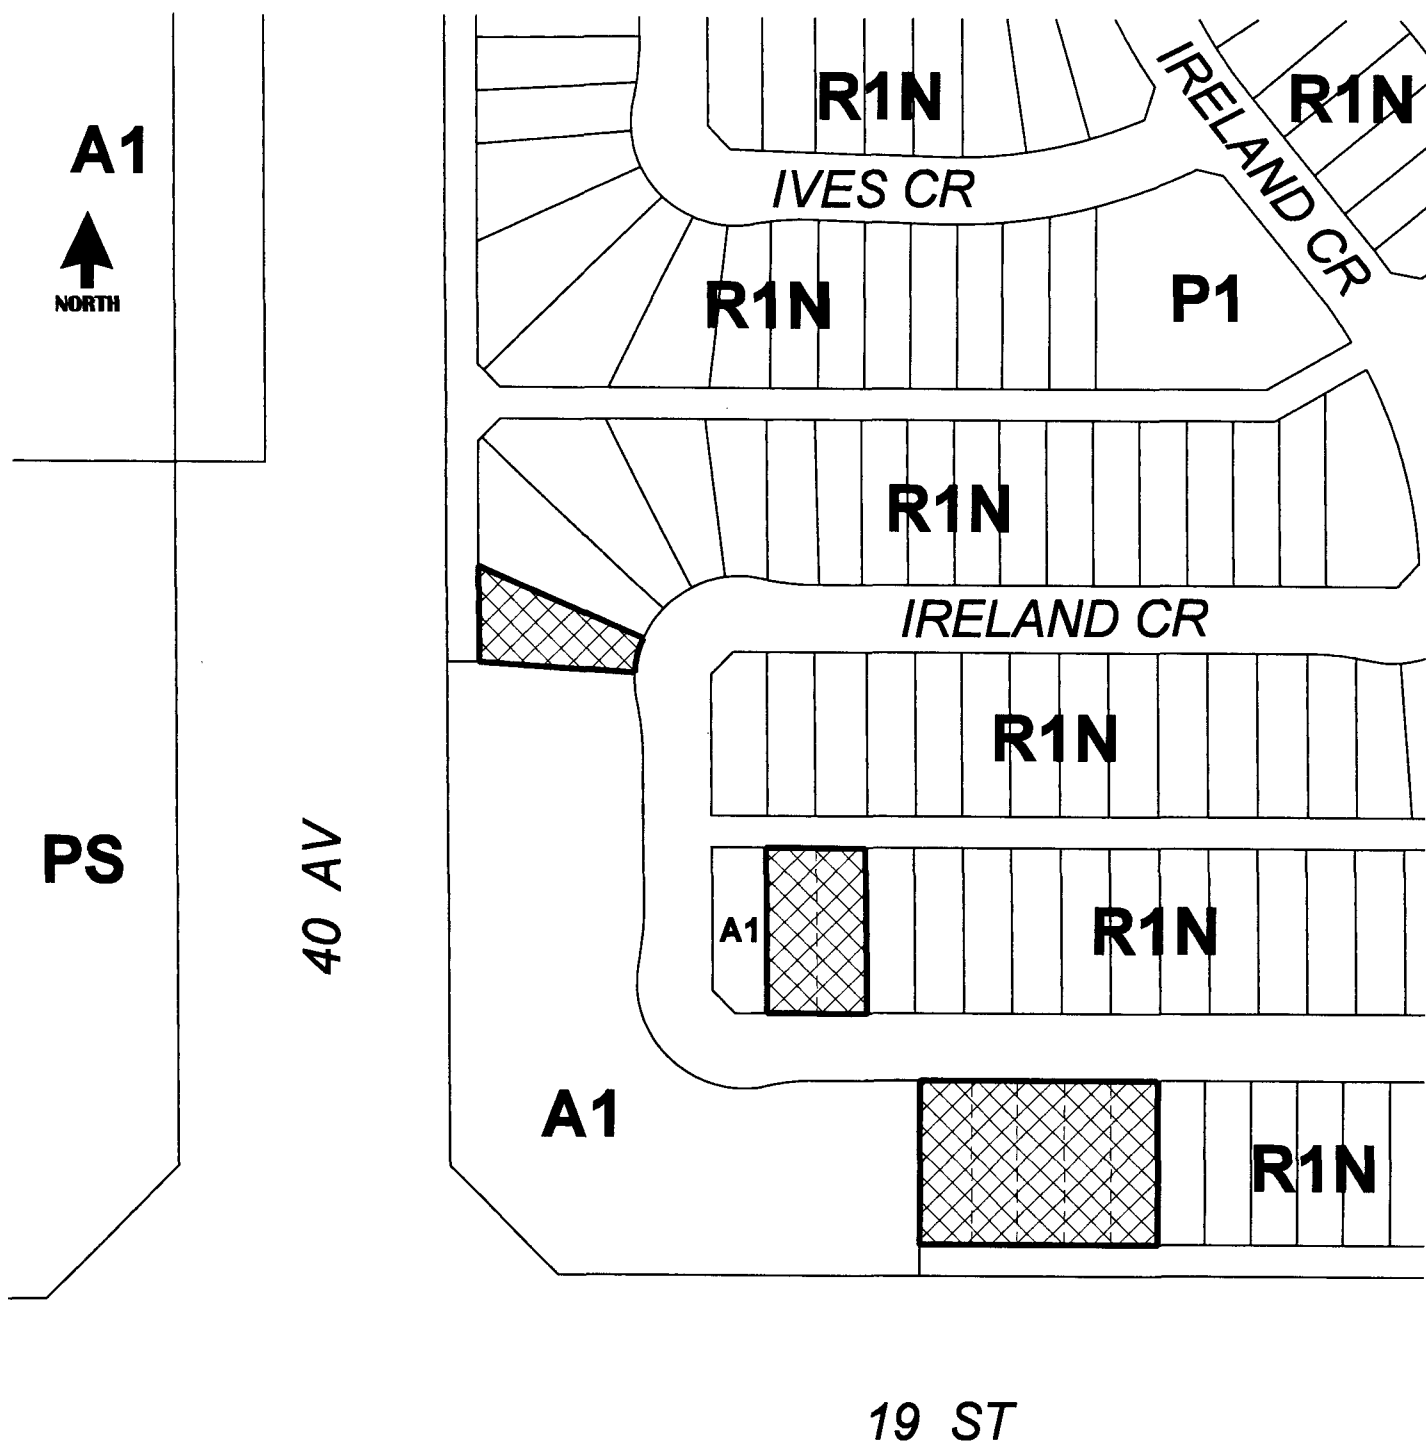 R1N
R1N
A1
IRELAND CR
IVES CR
NORTH
R1N
P1
R1N
IRELAND CR
R1N
PS
40 AV
A1
R1N
A1
R1N
19 ST